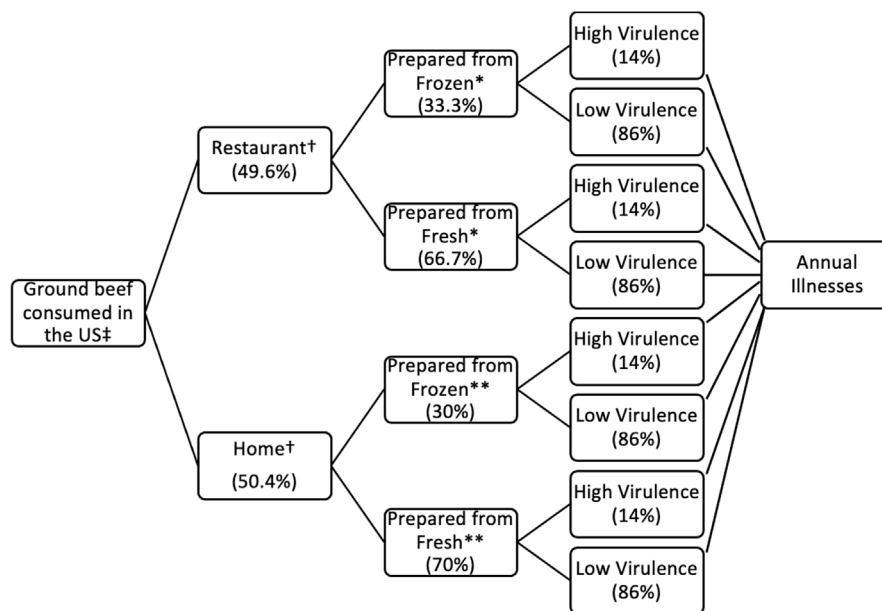 Ground beef
consumed in
the US‡
Restaurant†
(49.6%)
Home†
(50.4%)
Prepared from
Frozen*
(33.3%)
Prepared from
Fresh*
(66.7%)
Prepared from
Frozen**
(30%)
Prepared from
Fresh**
(70%)
High Virulence
(14%)
Low Virulence
(86%)
High Virulence
(14%)
Low Virulence
(86%)
High Virulence
(14%)
Low Virulence
(86%)
High Virulence
(14%)
Low Virulence
(86%)
Annual
Illnesses